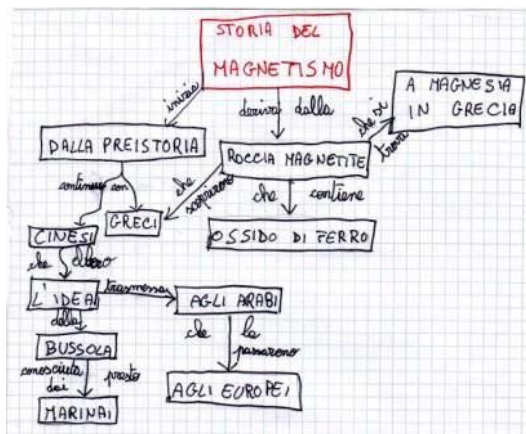 STORIA DEL
MAGNETISMO
inizia
deriva dalla
che si
trova
A MAGNESIA
IN GRECIA
DALLA PREISTORIA
ROCCIA MAGNETITE
continua con
che
scoprirono
che contiene
GRECI
CINESI
OSSIDO DI FERRO
che
L'IDEA
trasmessa
AGLI ARABI
della
che la
passarono
BUSSOLA
conosciuta presto
dai
AGLI EUROPEI
MARINAI